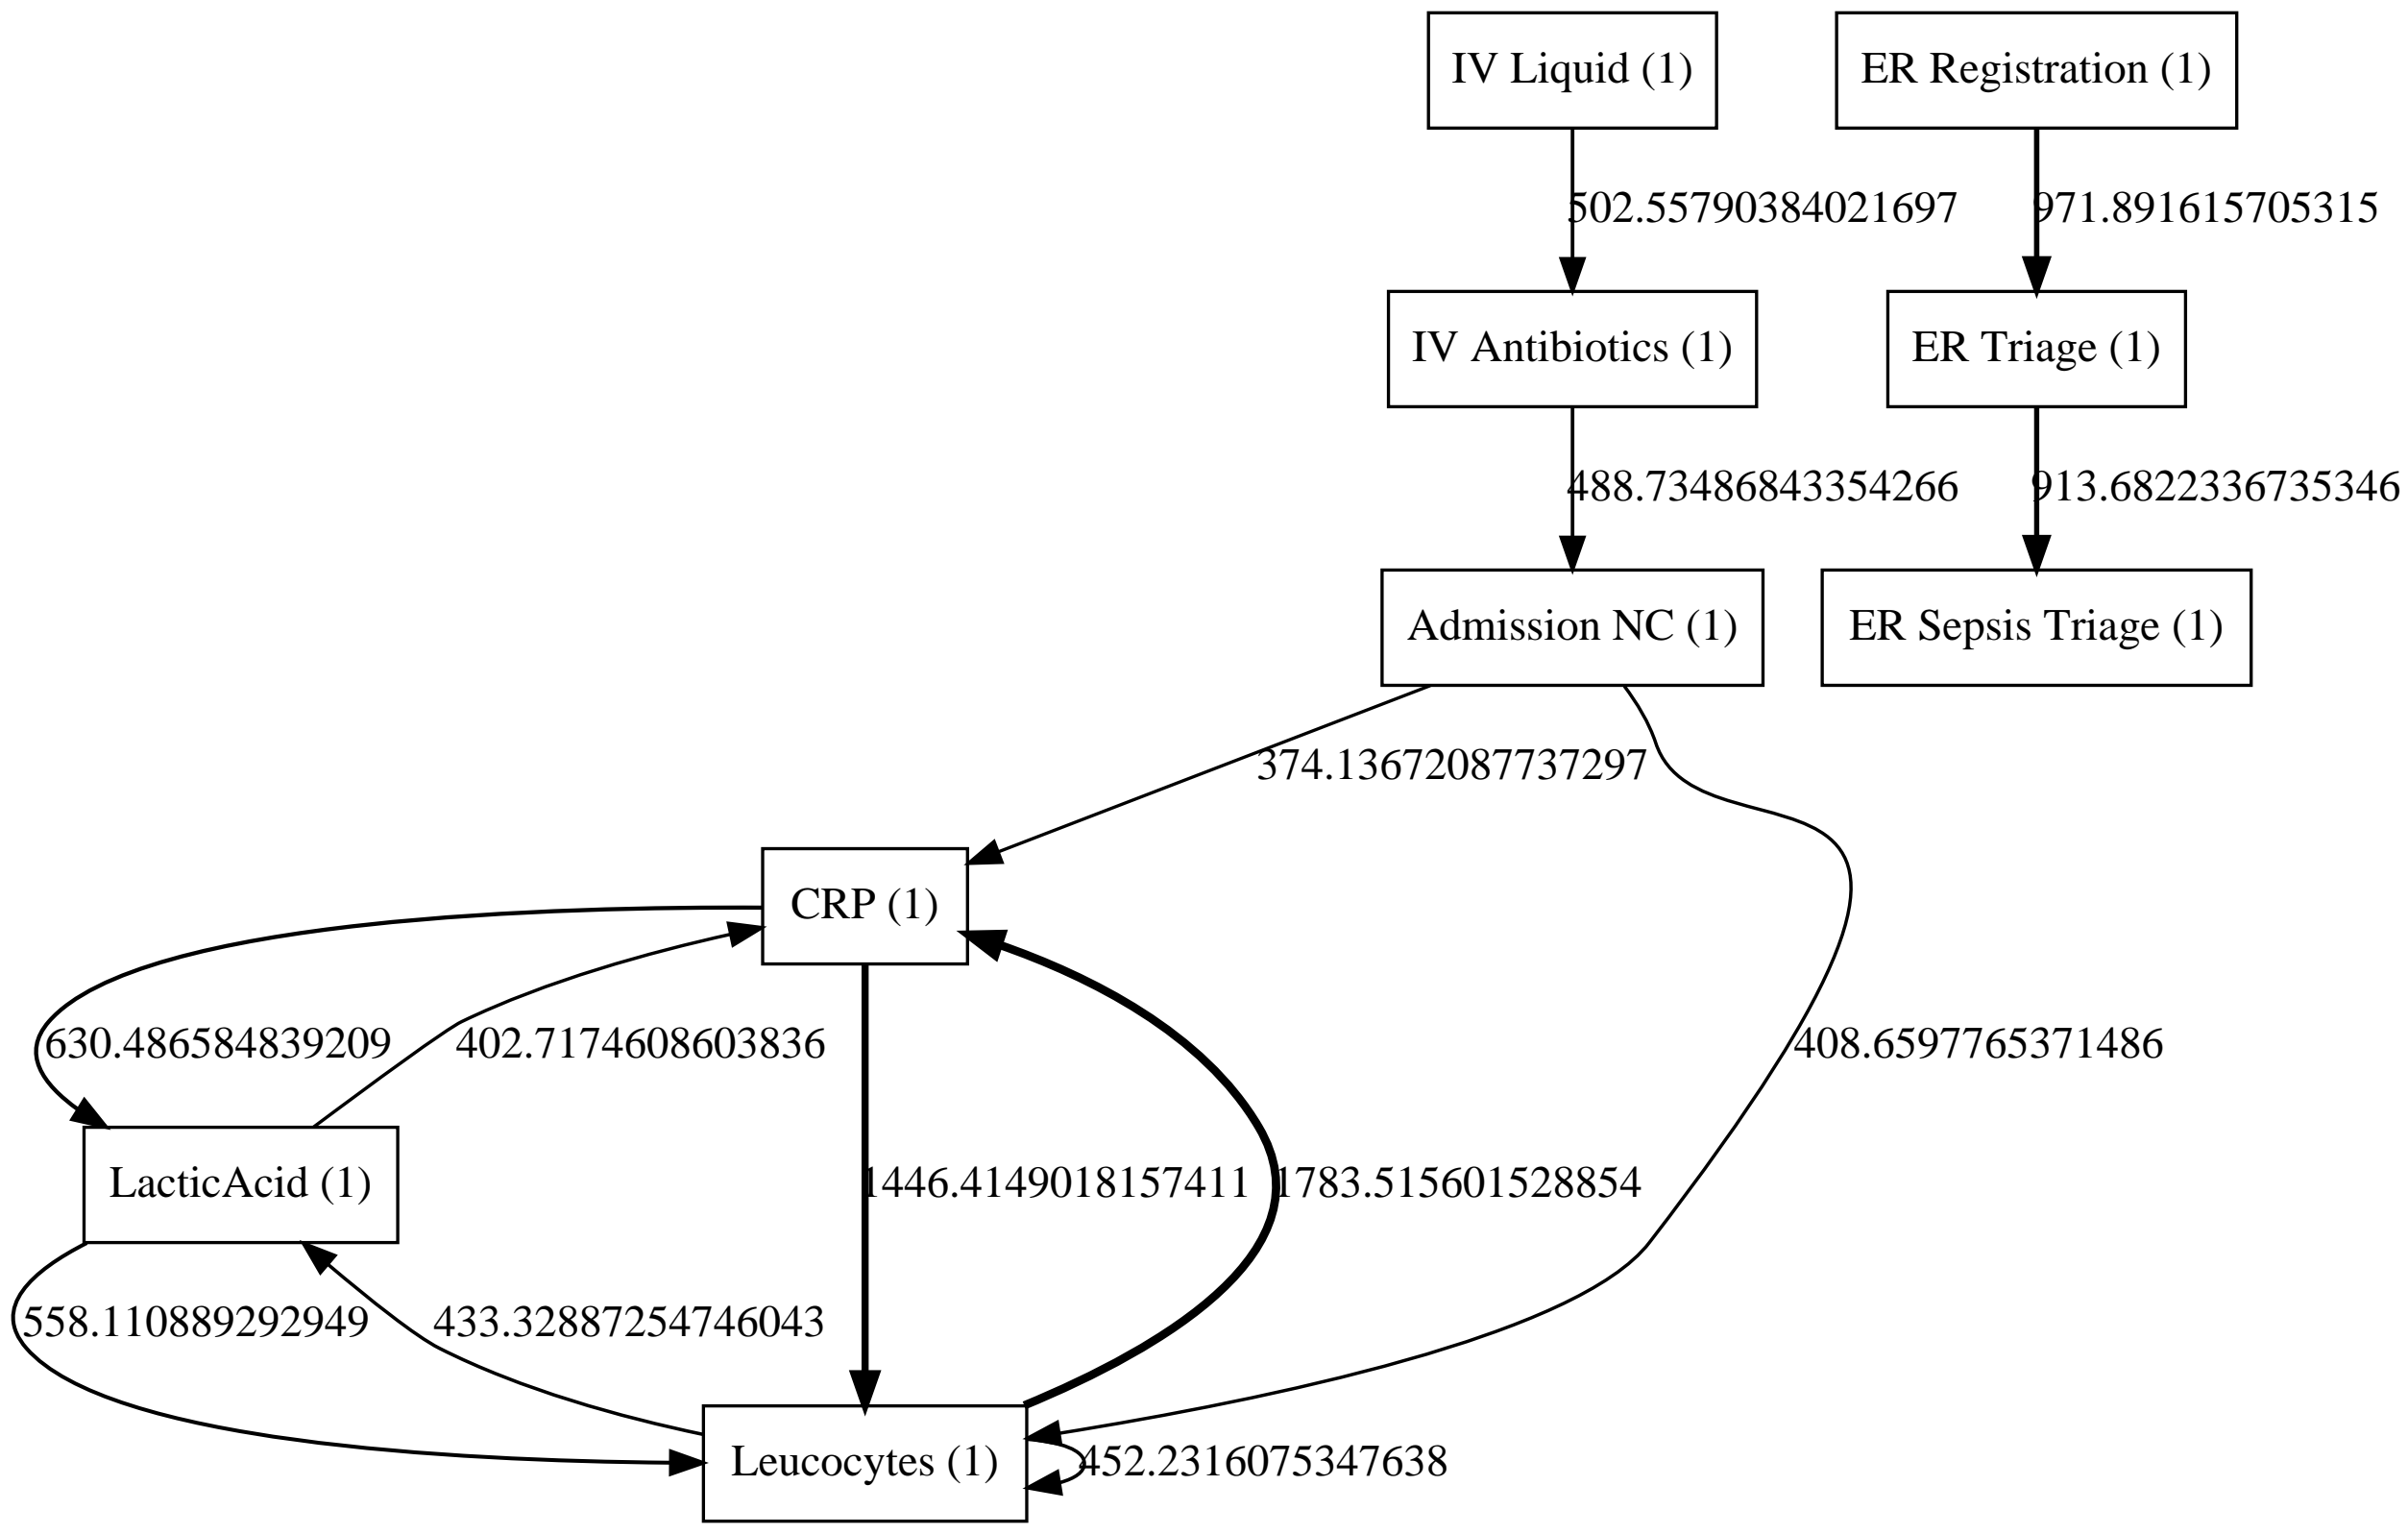 IV Liquid (1)
ER Registration (1)
502.55790384021697
971.891615705315
IV Antibiotics (1)
ER Triage (1)
488.73486843354266
913.6822336735346
Admission NC (1)
ER Sepsis Triage (1)
374.13672087737297
CRP (1)
630.486584839209
402.7174608603836
408.6597765371486
LacticAcid (1)
1446.4149018157411
1783.515601528854
558.110889292949
433.32887254746043
Leucocytes (1)
452.2316075347638